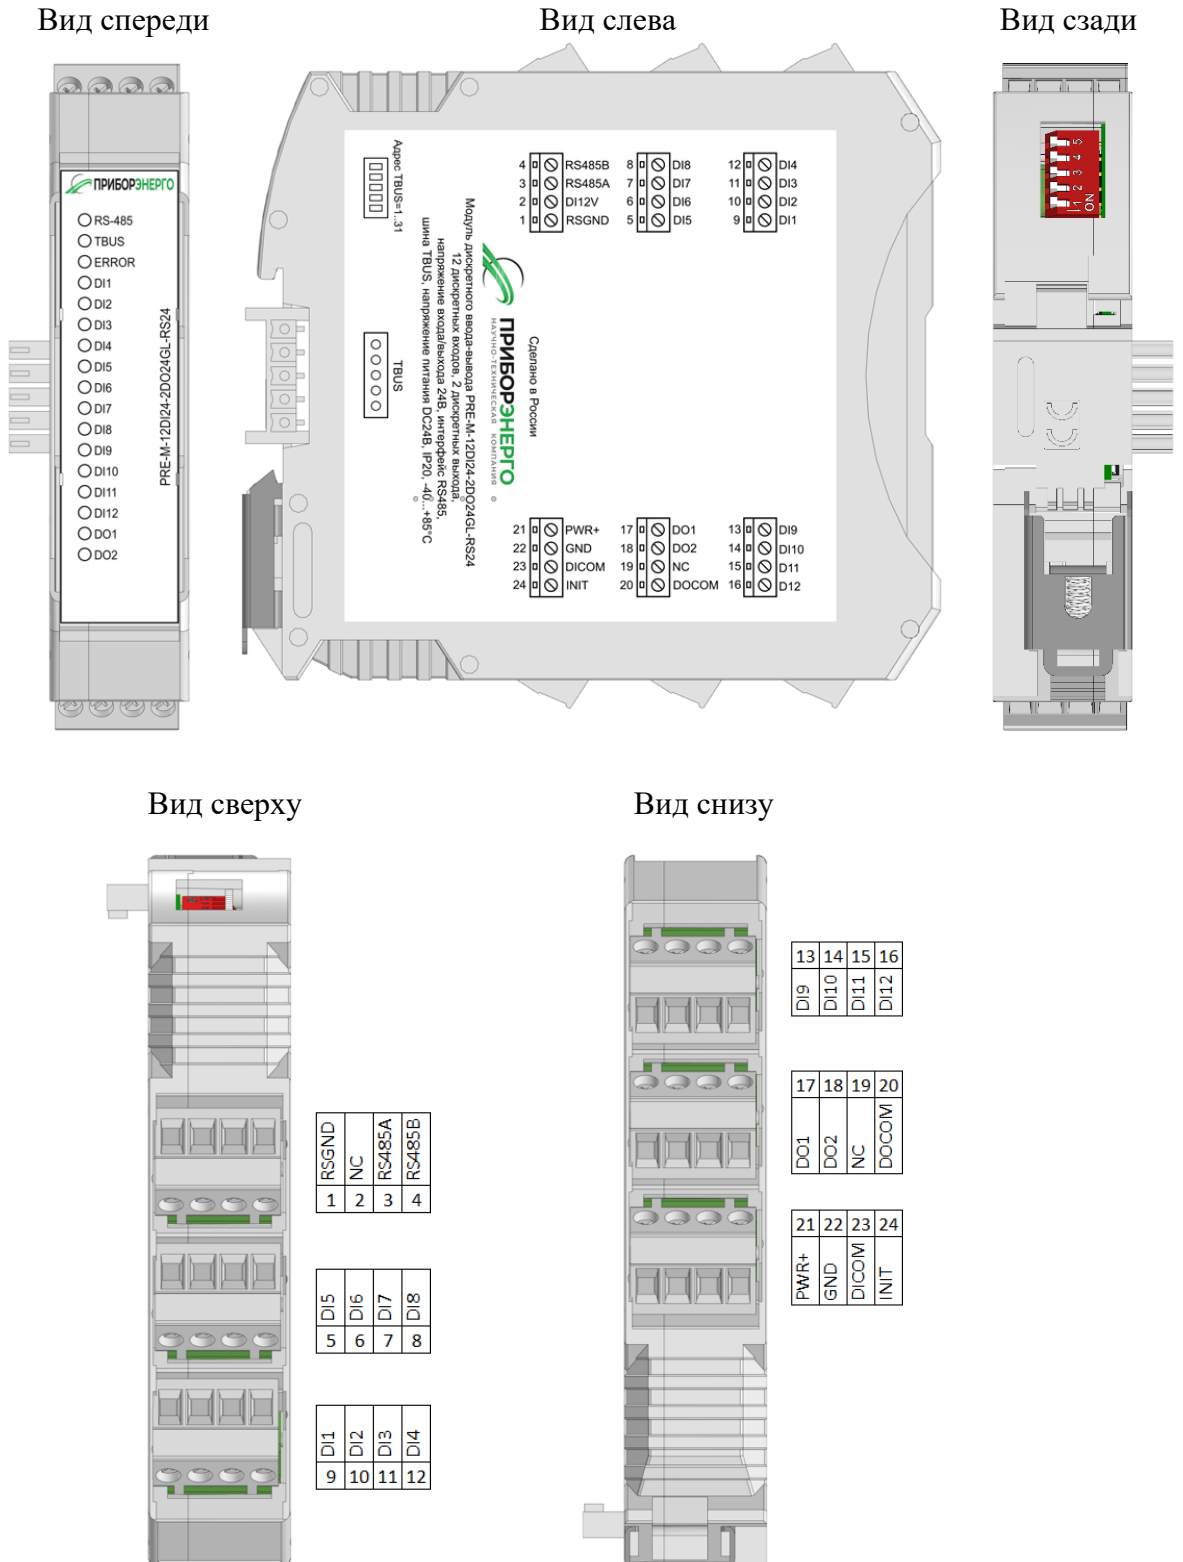 Вид спереди
Вид слева
Вид сзади
ПРИБОРЭНЕРГО
RS-485
TBUS
ERROR
DI1
DI2
DI3
DI4
DI5
DI6
DI7
DI8
DI9
DI10
DI11
DI12
DO1
DO2
PRE-M-12DI24-2DO24GL-RS24
Адрес TBUS=1..31
TBUS
4 RS485B
3 RS485A
2 DI12V
1 RSGND
8 DI8
7 DI7
6 DI6
5 DI5
12 DI4
11 DI3
10 DI2
9 DI1
Сделано в России
ПРИБОРЭНЕРГО
НАУЧНО-ТЕХНИЧЕСКАЯ КОМПАНИЯ
Модуль дискретного ввода-вывода PRE-M-12DI24-2DO24GL-RS24
12 дискретных входов, 2 дискретных выхода,
напряжение входа/выхода 24В, интерфейс RS485,
шина TBUS, напряжение питания DC24В, IP20, -40...+85°C
21 PWR+
22 GND
23 DICOM
24 INIT
17 DO1
18 DO2
19 NC
20 DOCOM
13 DI9
14 DI10
15 D11
16 D12
1 2 3 4 5
ON
Вид сверху
Вид снизу
RSGND NC RS485A RS485B
1 2 3 4
DI5 DI6 DI7 DI8
5 6 7 8
DI1 DI2 DI3 DI4
9 10 11 12
13 14 15 16
DI9 DI10 DI11 DI12
17 18 19 20
DO1 DO2 NC DOCOM
21 22 23 24
PWR+ GND DICOM INIT